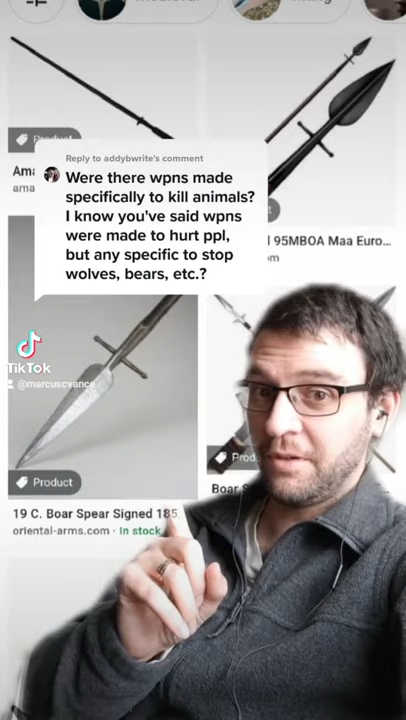 Product
Reply to addybwrite's comment
Were there wpns made
specifically to kill animals?
I know you've said wpns
were made to hurt ppl,
but any specific to stop
wolves, bears, etc.?
95MBOA Maa Euro...
TikTok
@marcuscvance
Product
19 C. Boar Spear Signed 185
oriental-arms.com · In stock
Boar